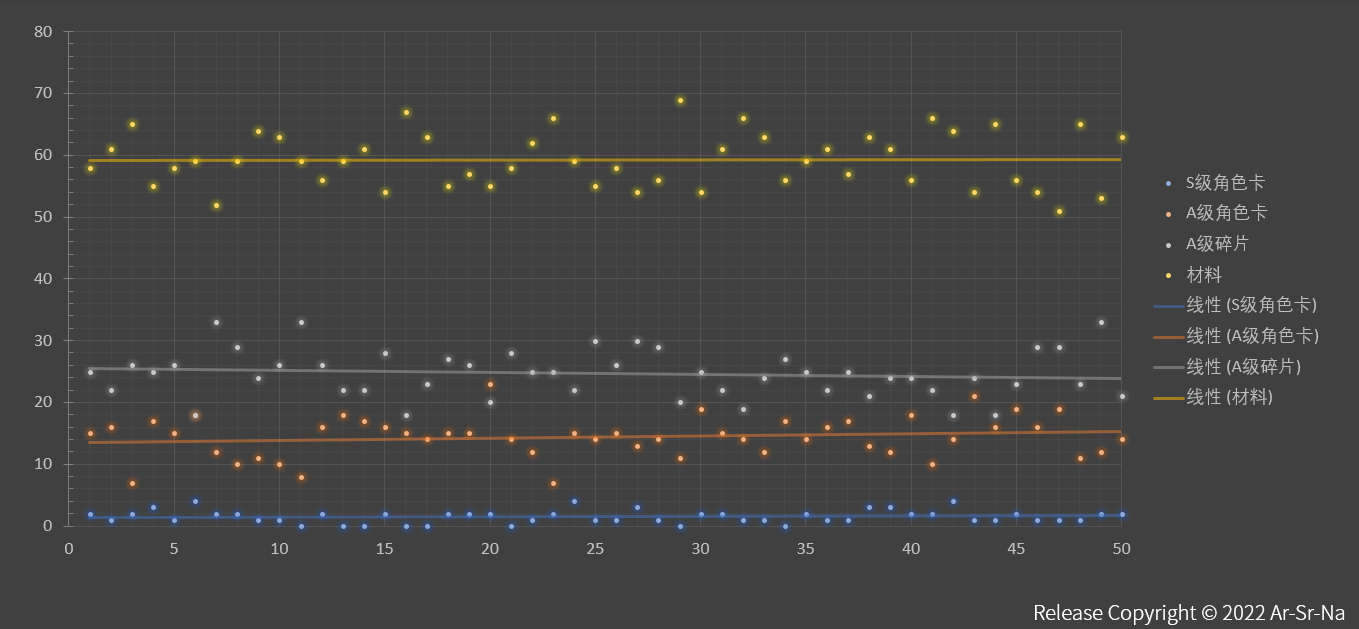 80
70
60
50
40
30
20
10
0
0 5 10 15 20 25 30 35 40 45 50
S级角色卡
A级角色卡
A级碎片
材料
线性 (S级角色卡)
线性 (A级角色卡)
线性 (A级碎片)
线性 (材料)
Release Copyright © 2022 Ar-Sr-Na